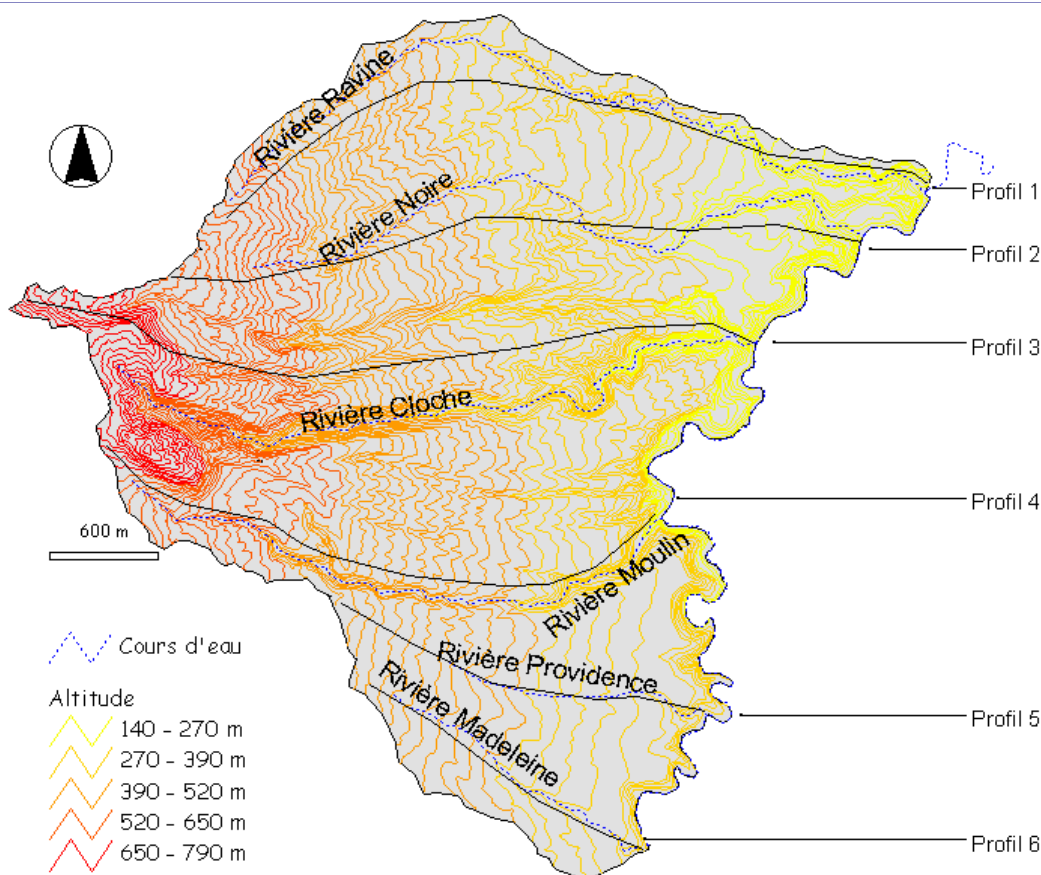 Rivière Ravine
Rivière Noire
Profil 1
Profil 2
Profil 3
Rivière Cloche
Profil 4
600 m
Rivière Moulin
Cours d'eau
Rivière Providence
Rivière Madeleine
Altitude
Profil 5
140 - 270 m
270 - 390 m
390 - 520 m
520 - 650 m
650 - 790 m
Profil 6